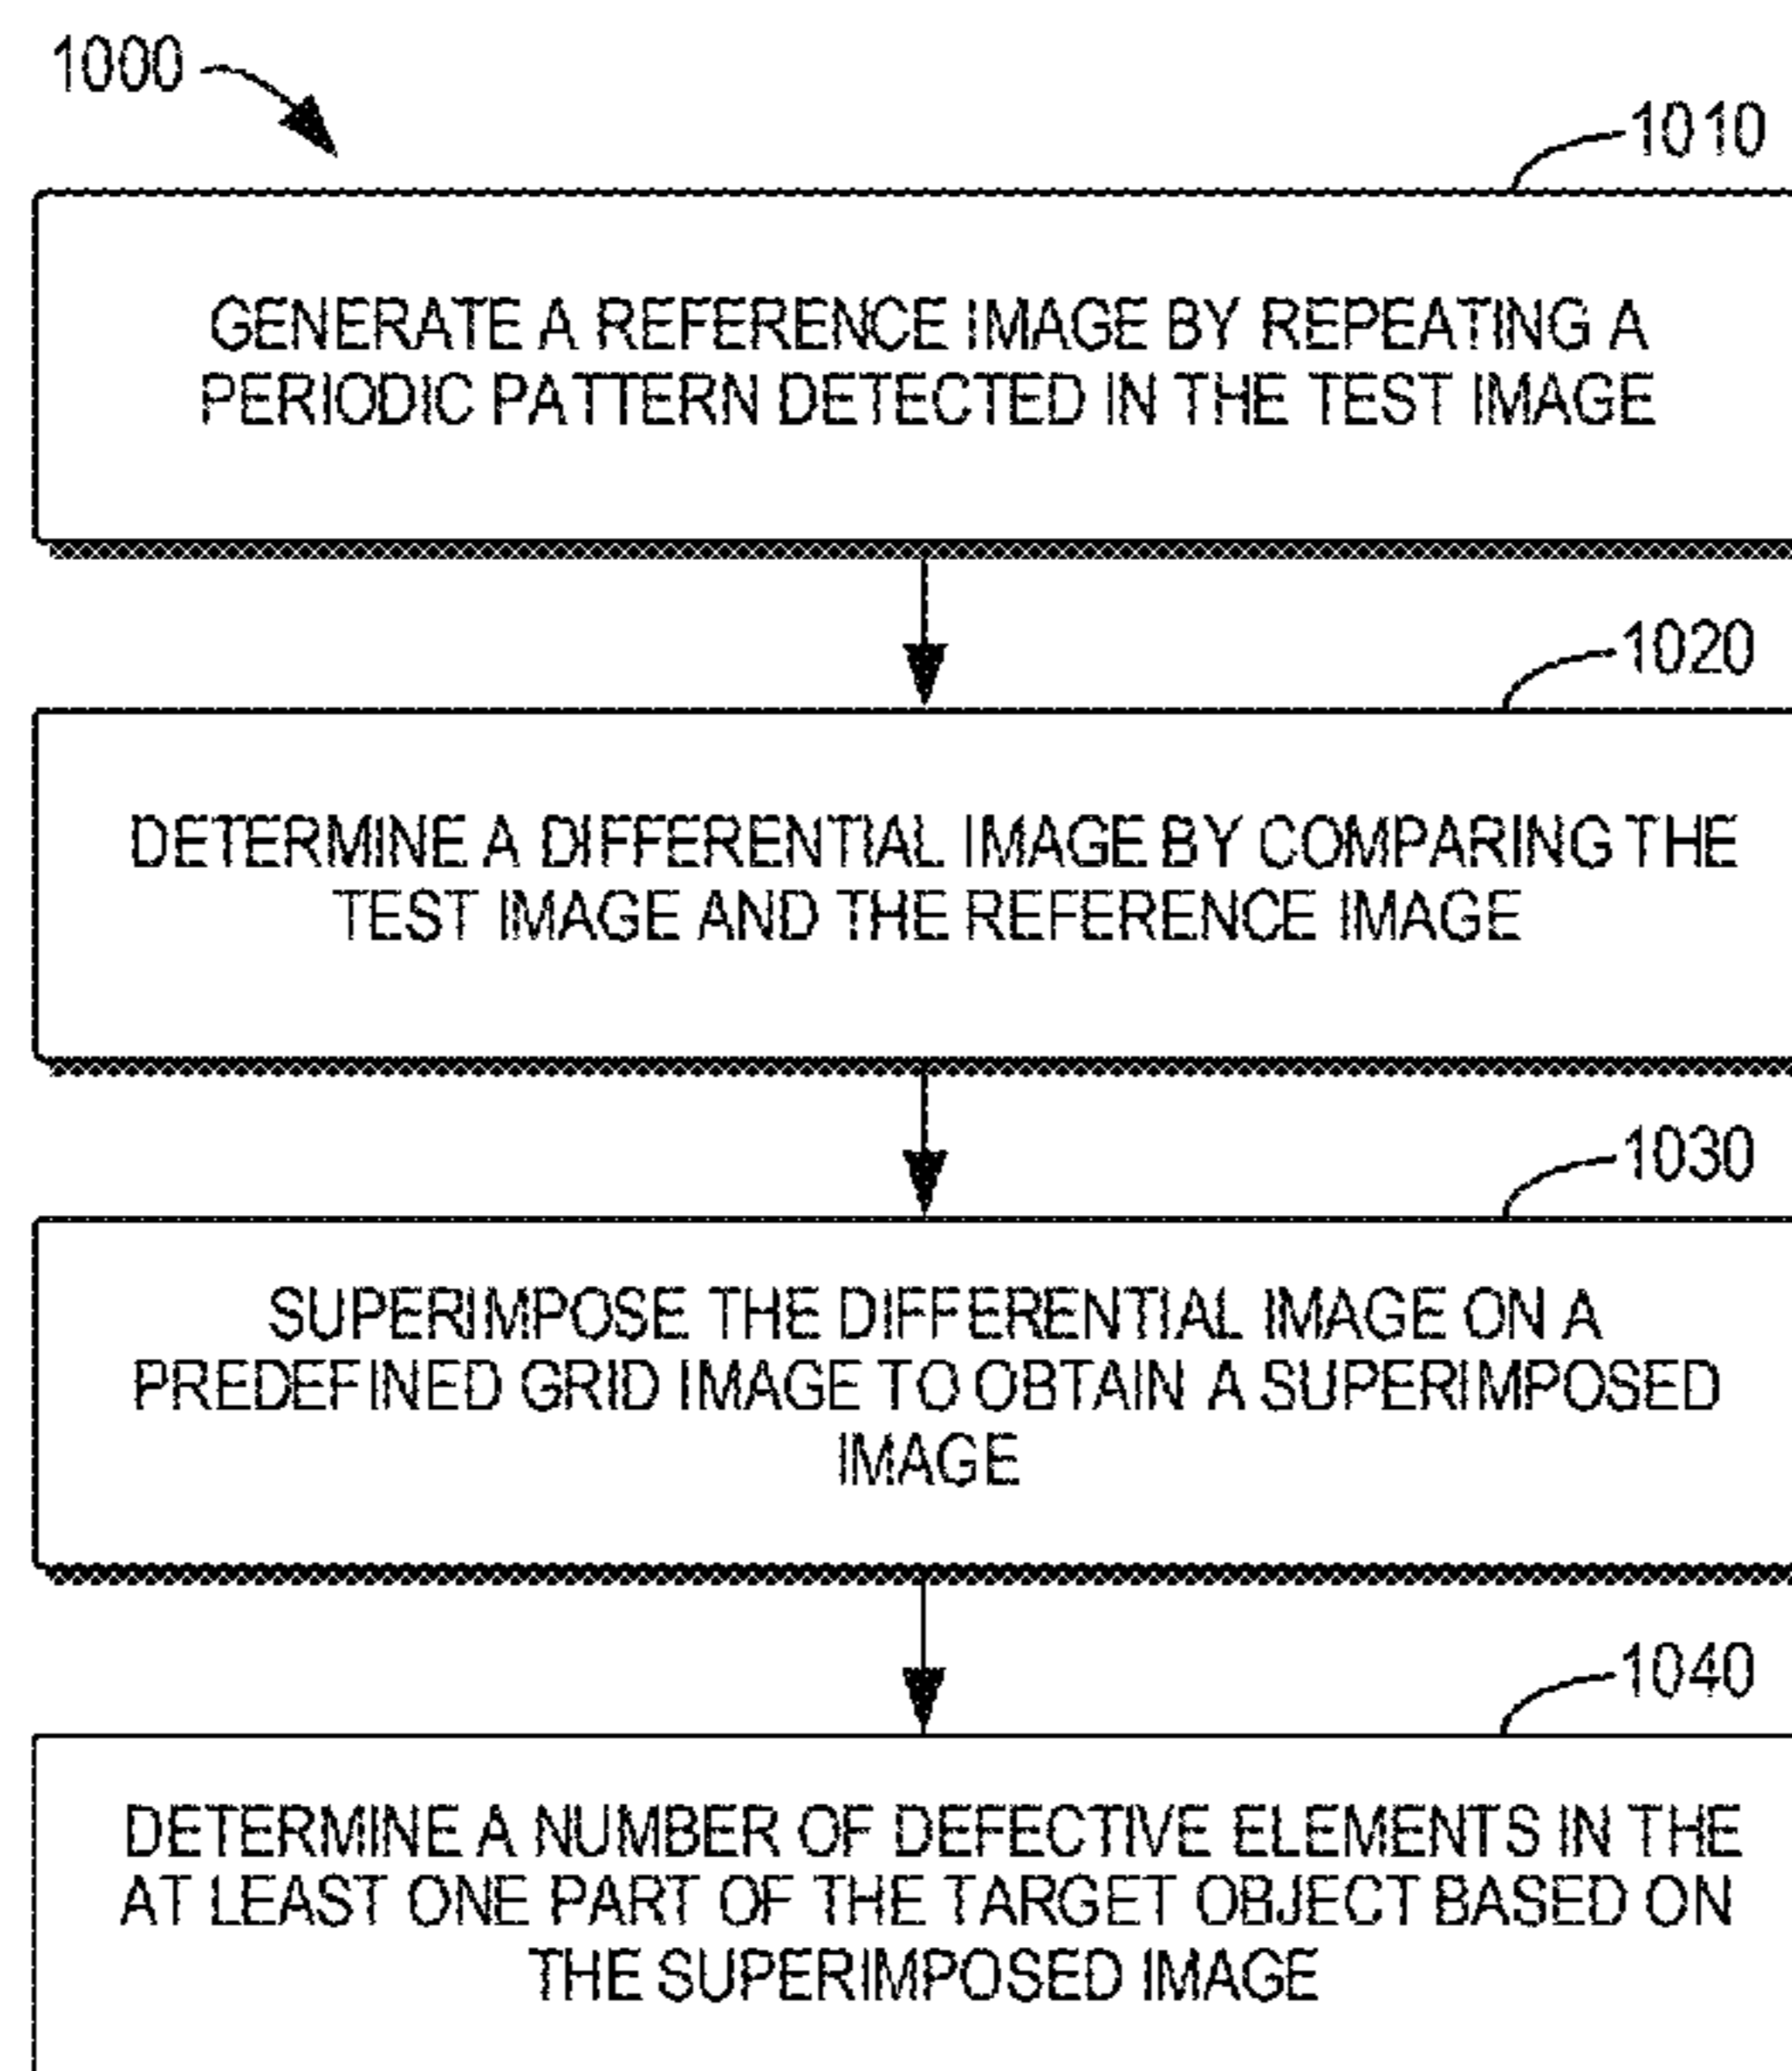 1000
1010
GENERATE A REFERENCE IMAGE BY REPEATING A
PERIODIC PATTERN DETECTED IN THE TEST IMAGE
1020
DETERMINE A DIFFERENTIAL IMAGE BY COMPARING THE
TEST IMAGE AND THE REFERENCE IMAGE
1030
SUPERIMPOSE THE DIFFERENTIAL IMAGE ON A
PREDEFINED GRID IMAGE TO OBTAIN A SUPERIMPOSED
IMAGE
1040
DETERMINE A NUMBER OF DEFECTIVE ELEMENTS IN THE
AT LEAST ONE PART OF THE TARGET OBJECT BASED ON
THE SUPERIMPOSED IMAGE